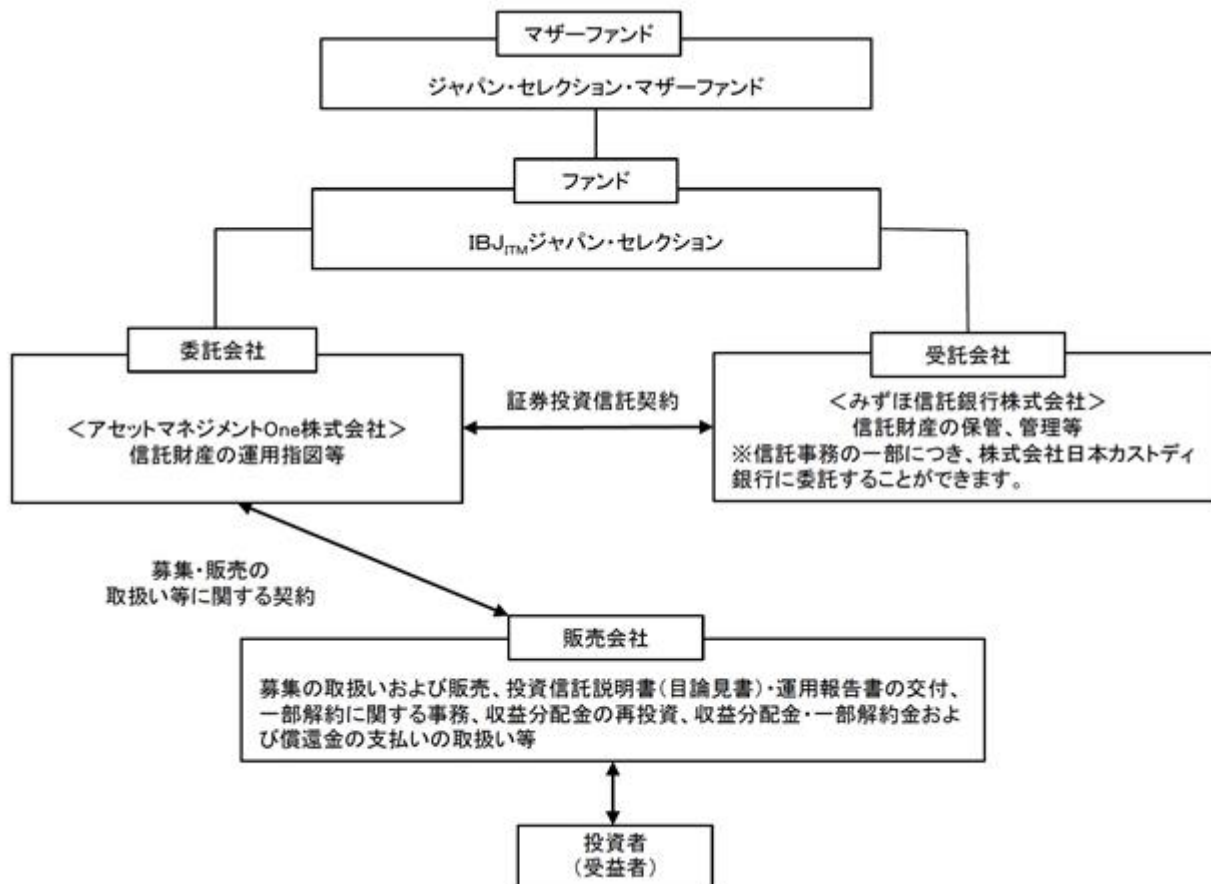 マザーファンド
ジャパン・セレクション・マザーファンド
ファンド
IBJITMジャパン・セレクション
委託会社
＜アセットマネジメントOne株式会社＞
信託財産の運用指図等
証券投資信託契約
受託会社
＜みずほ信託銀行株式会社＞
信託財産の保管、管理等
※信託事務の一部につき、株式会社日本カストディ
銀行に委託することができます。
募集・販売の
取扱い等に関する契約
販売会社
募集の取扱いおよび販売、投資信託説明書（目論見書）・運用報告書の交付、
一部解約に関する事務、収益分配金の再投資、収益分配金・一部解約金およ
び償還金の支払いの取扱い等
投資者
（受益者）